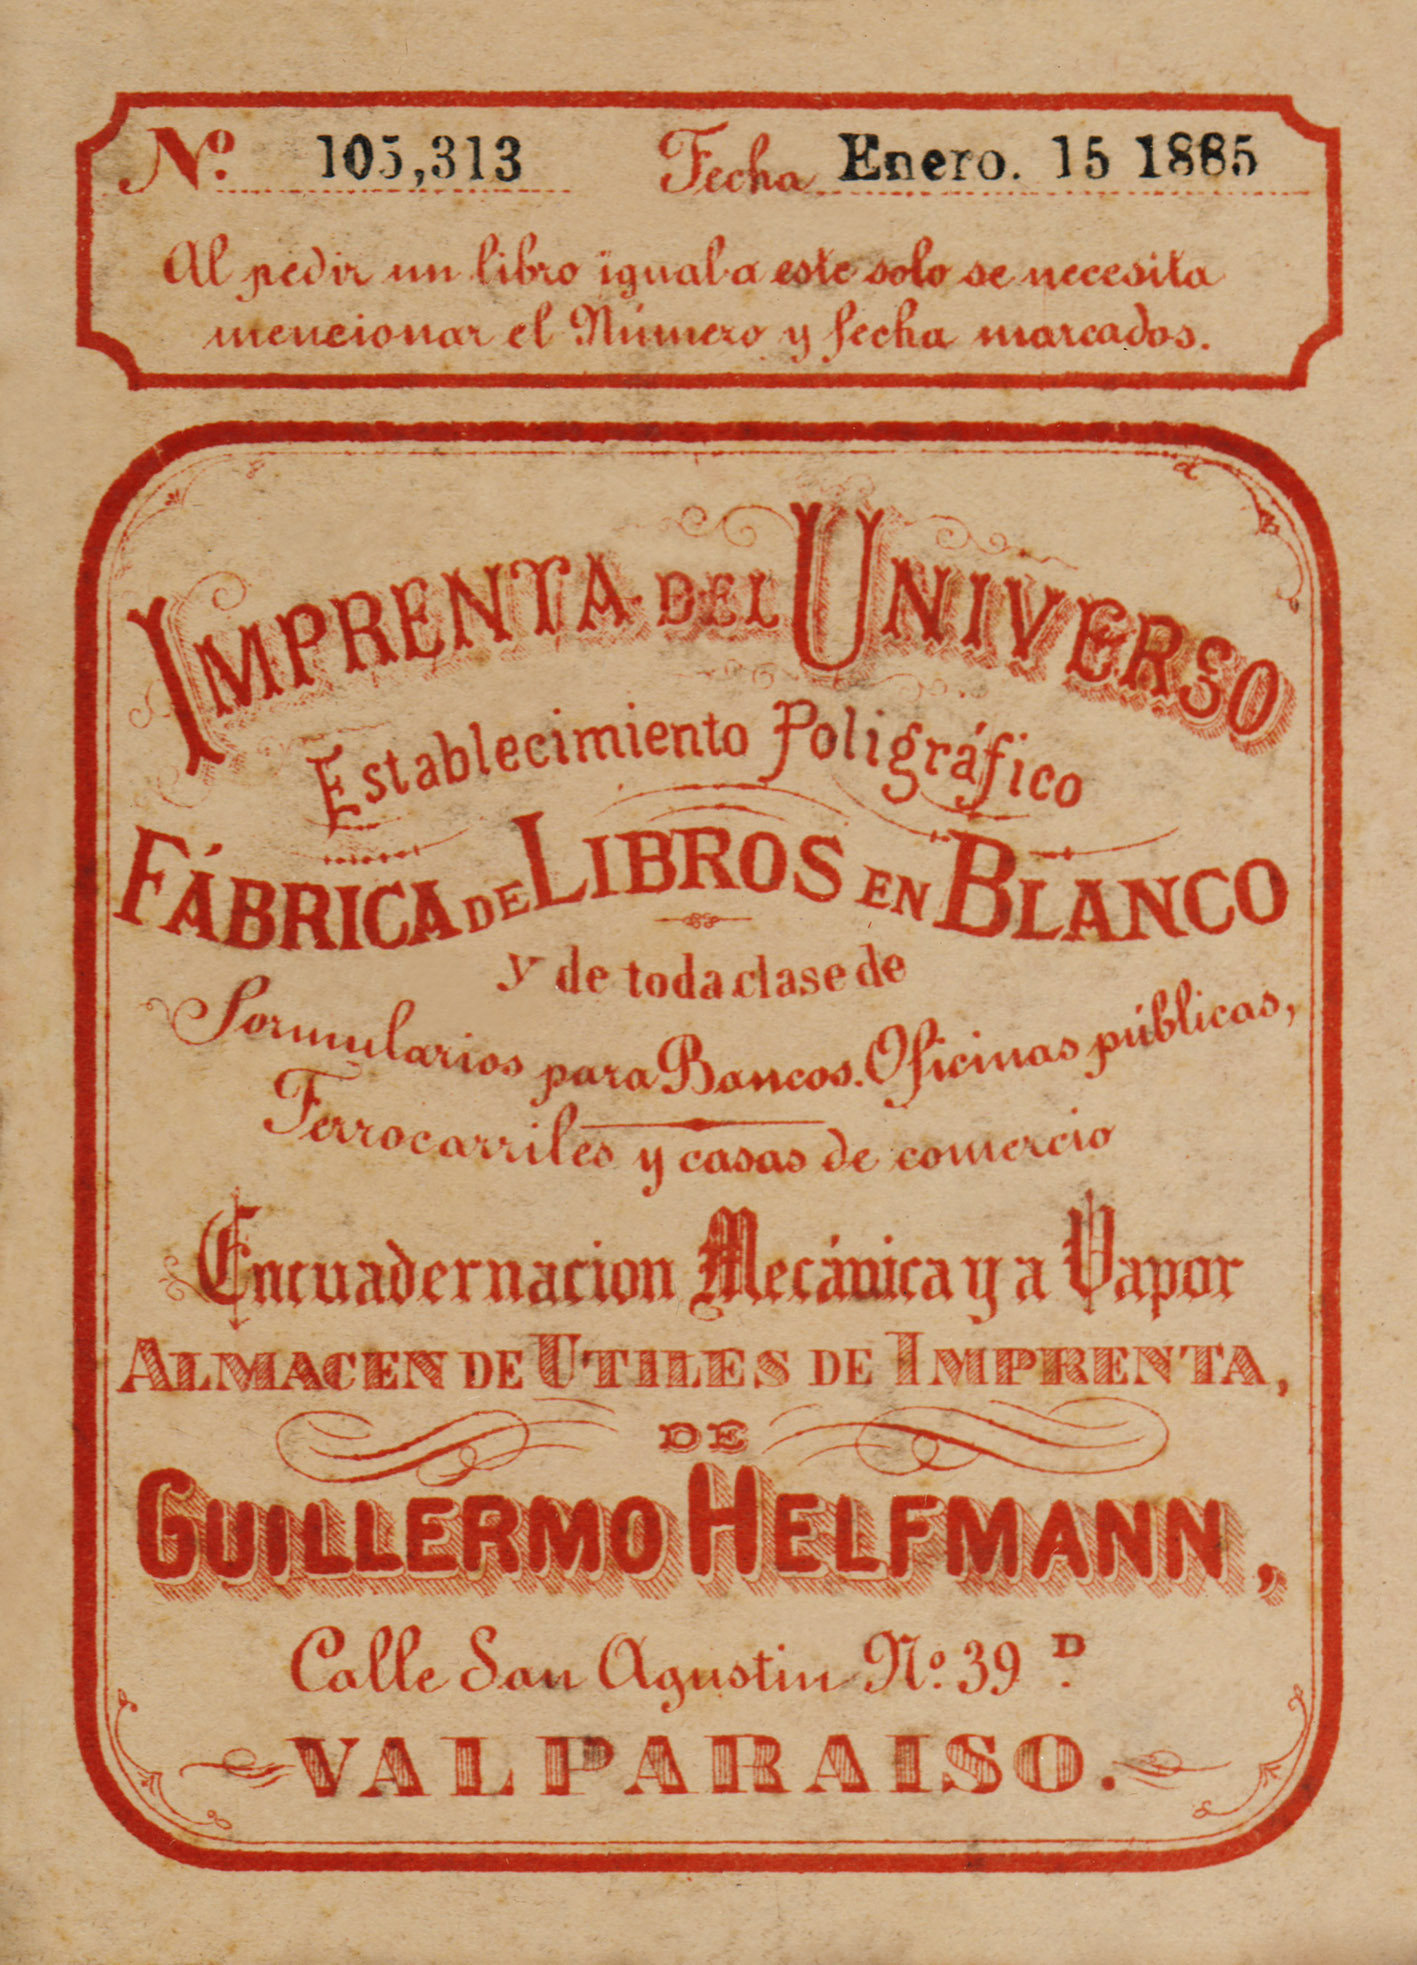 Nº. 105,313 Fecha Enero. 15 1885
Al pedir un libro igual a este solo se necesita
mencionar el Número y fecha marcados.
IMPRENTA DEL UNIVERSO
Establecimiento Poligráfico
FÁBRICA DE LIBROS EN BLANCO
y de toda clase de
Formularios para Bancos. Oficinas públicas,
Ferrocarriles y casas de comercio
Encuadernacion Mecánica y a Vapor
ALMACEN DE UTILES DE IMPRENTA,
DE
GUILLERMO HELFMANN,
Calle San Agustin Nº. 39 D.
VALPARAISO.